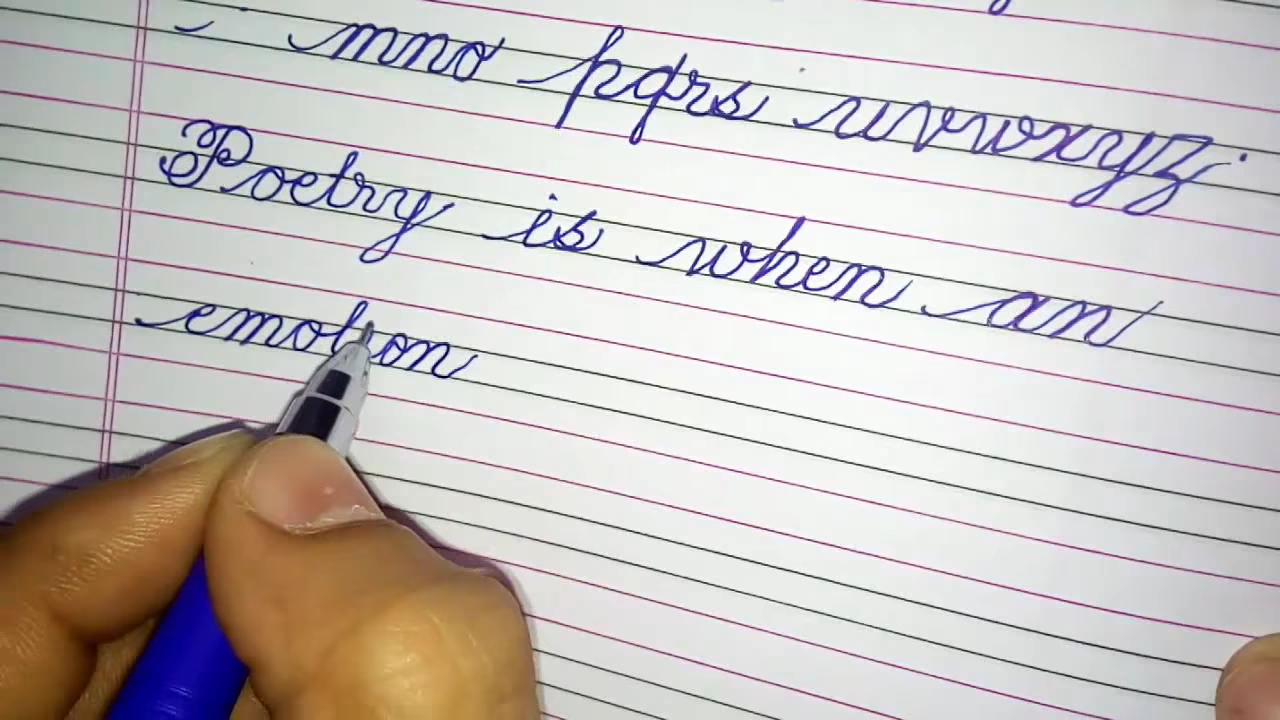 mno pqrs uvwxyz
Poetry is when an
emotion